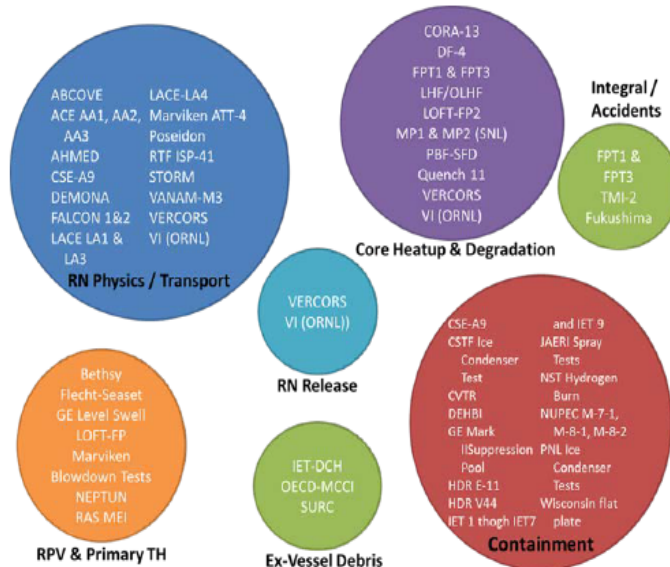 ABCOVE
ACE AA1, AA2,
AA3
AHMED
CSE-A9
DEMONA
FALCON 1&2
LACE LA1 &
LA3
LACE-LA4
Marviken ATT-4
Poseidon
RTF ISP-41
STORM
VANAM-M3
VERCORS
VI (ORNL)
RN Physics / Transport
CORA-13
DF-4
FPT1 & FPT3
LHF/OLHF
LOFT-FP2
MP1 & MP2 (SNL)
PBF-SFD
Quench 11
VERCORS
VI (ORNL)
Core Heatup & Degradation
Integral /
Accidents
FPT1 &
FPT3
TMI-2
Fukushima
VERCORS
VI (ORNL))
RN Release
Bethsy
Flecht-Seaset
GE Level Swell
LOFT-FP
Marviken
Blowdown Tests
NEPTUN
RAS MEI
RPV & Primary TH
IET-DCH
OECD-MCCI
SURC
Ex-Vessel Debris
CSE-A9
CSTF Ice
Condenser
Test
CVTR
DEHBI
GE Mark
IISuppression
Pool
HDR E-11
HDR V44
IET 1 thogh IET7
and IET 9
JAERI Spray
Tests
NST Hydrogen
Burn
NUPEC M-7-1,
M-8-1, M-8-2
PNL Ice
Condenser
Tests
Wisconsin flat
plate
Containment